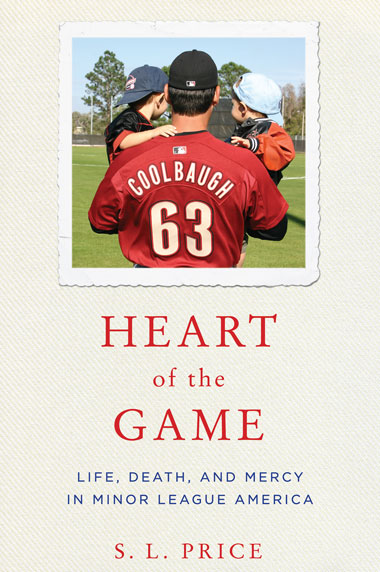 COOLBAUGH
63
HEART
of the
GAME
LIFE, DEATH, AND MERCY
IN MINOR LEAGUE AMERICA
S. L. PRICE